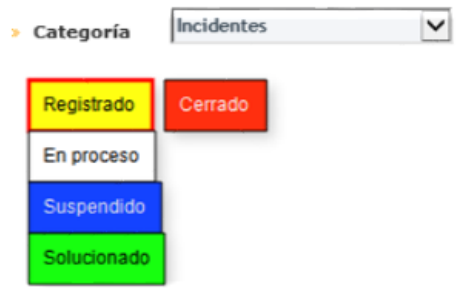 » Categoría Incidentes
Registrado Cerrado
En proceso
Suspendido
Solucionado